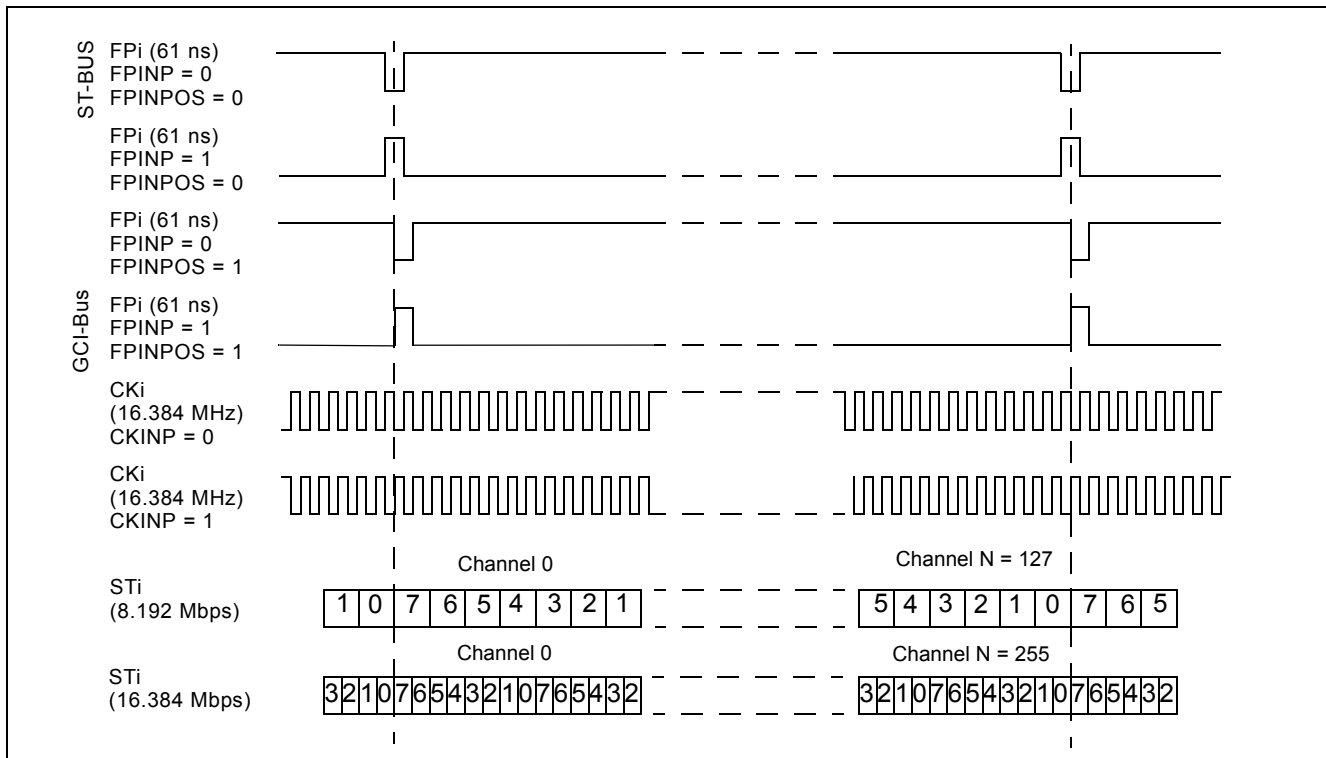 ST-BUS
FPi (61 ns)
FPINP = 0
FPINPOS = 0
FPi (61 ns)
FPINP = 1
FPINPOS = 0
FPi (61 ns)
FPINP = 0
FPINPOS = 1
GCI-Bus
FPi (61 ns)
FPINP = 1
FPINPOS = 1
CKi
(16.384 MHz)
CKINP = 0
CKi
(16.384 MHz)
CKINP = 1
Channel 0
Channel N = 127
STi
(8.192 Mbps)
1 0 7 6 5 4 3 2 1
5 4 3 2 1 0 7 6 5
Channel 0
Channel N = 255
STi
(16.384 Mbps)
3 2 1 0 7 6 5 4 3 2 1 0 7 6 5 4 3 2
3 2 1 0 7 6 5 4 3 2 1 0 7 6 5 4 3 2